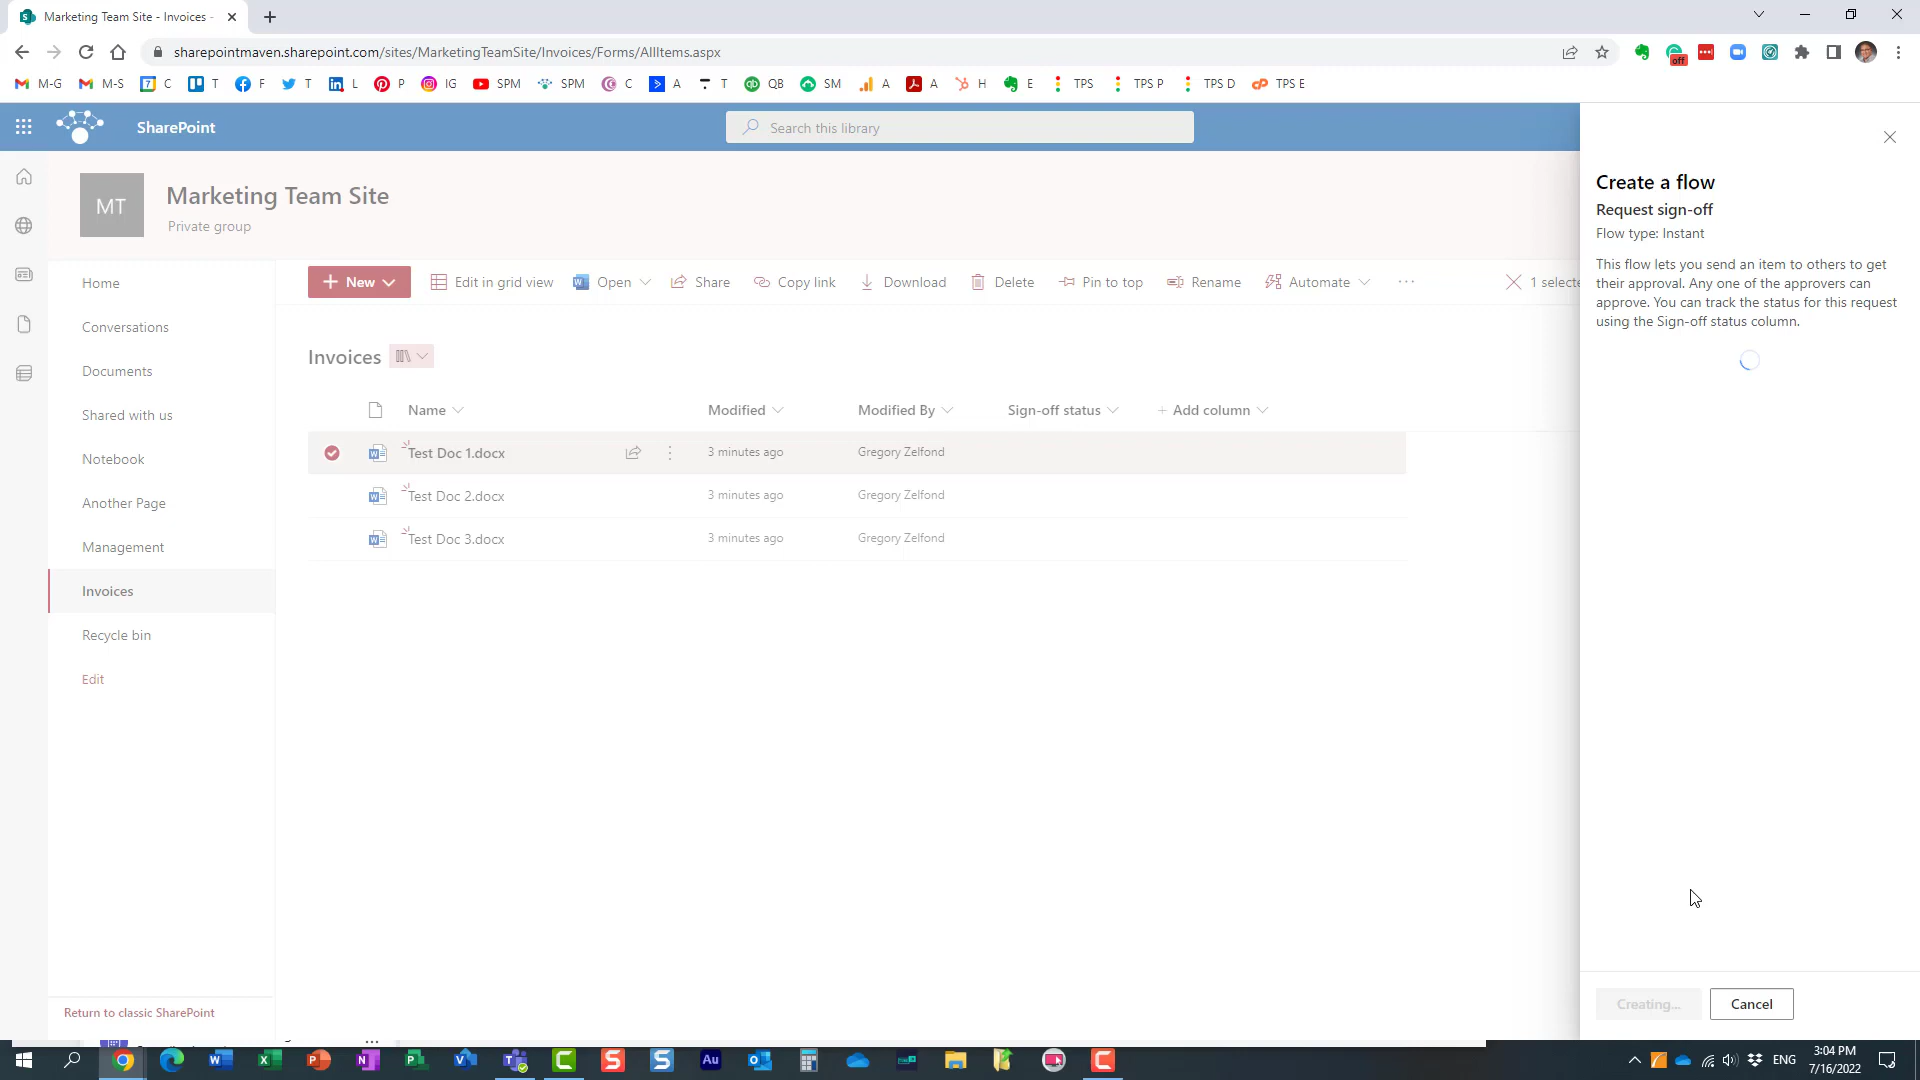 Marketing Team Site - Invoices -
sharepointmaven.sharepoint.com/sites/MarketingTeamSite/Invoices/Forms/AllItems.aspx
off
M-G M-S 7 C T F T L P IG SPM SPM C A T QB SM A A H E TPS TPS P TPS D TPS E
SharePoint
Search this library
MT
Marketing Team Site
Private group
Home
Conversations
Documents
Shared with us
Notebook
Another Page
Management
Invoices
Recycle bin
Edit
Return to classic SharePoint
New Edit in grid view Open Share Copy link Download Delete Pin to top Rename Automate 1 selecte
Invoices
Name Modified Modified By Sign-off status + Add column
Test Doc 1.docx 3 minutes ago Gregory Zelfond
Test Doc 2.docx 3 minutes ago Gregory Zelfond
Test Doc 3.docx 3 minutes ago Gregory Zelfond
Create a flow
Request sign-off
Flow type: Instant
This flow lets you send an item to others to get
their approval. Any one of the approvers can
approve. You can track the status for this request
using the Sign-off status column.
Creating...
Cancel
ENG
3:04 PM
7/16/2022